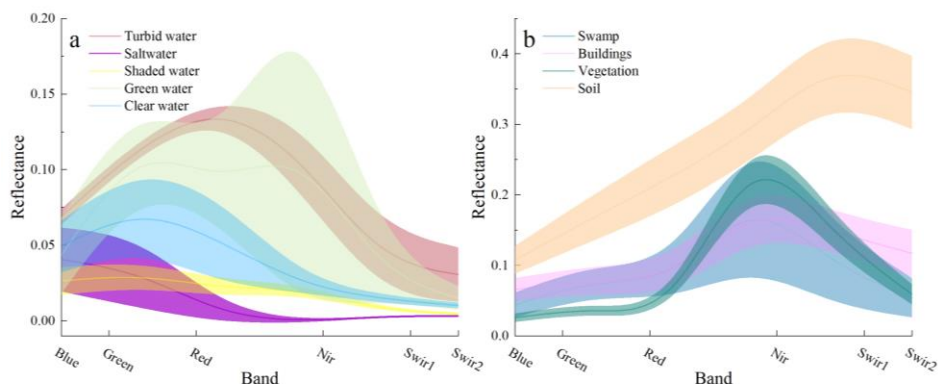 a
Turbid water
Saltwater
Shaded water
Green water
Clear water
0.20
0.15
0.10
0.05
0.00
Reflectance
Blue
Green
Red
Nir
Swir1
Swir2
Band
b
Swamp
Buildings
Vegetation
Soil
0.4
0.3
0.2
0.1
0.0
Reflectance
Blue
Green
Red
Nir
Swir1
Swir2
Band